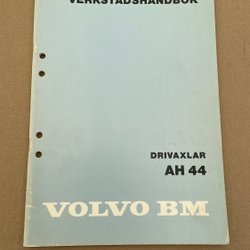 VERKSTADSHANDBOK
DRIVAXLAR
AH 44
VOLVO BM